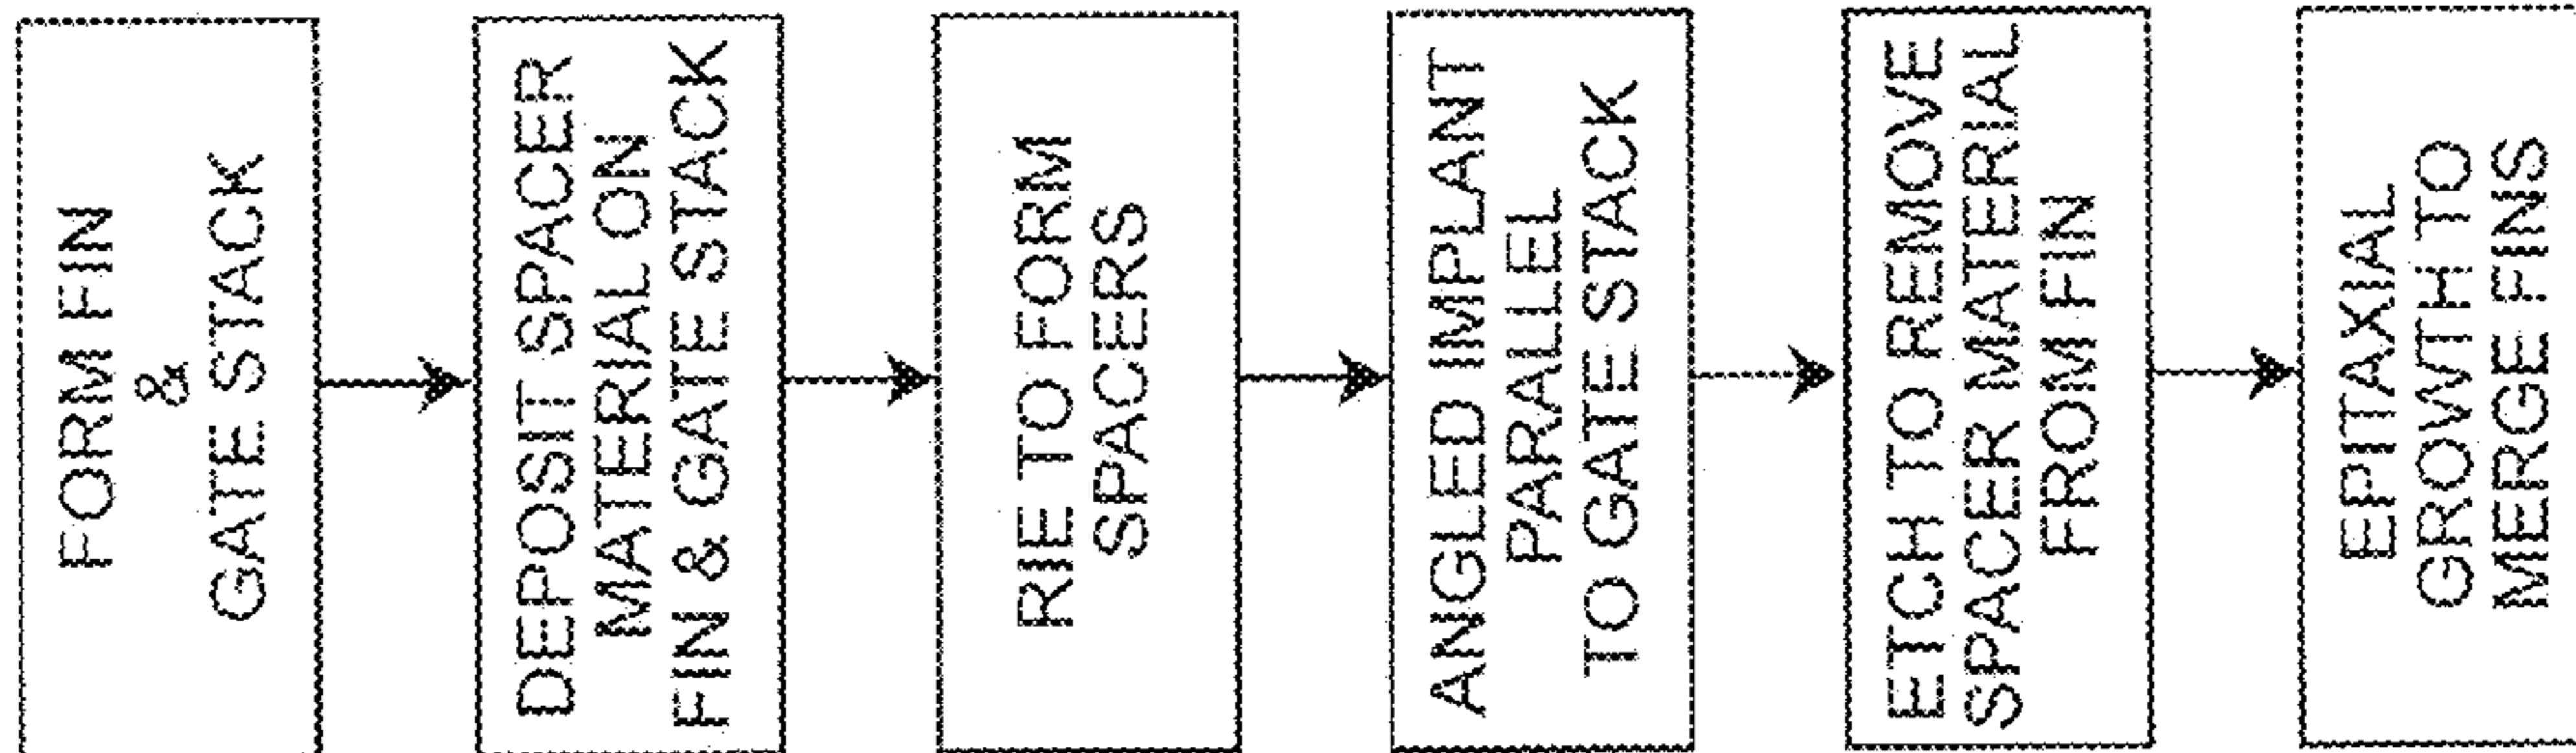 FORM FIN
&
GATE STACK
DEPOSIT SPACER
MATERIAL ON
FIN & GATE STACK
RIE TO FORM
SPACERS
ANGLED IMPLANT
PARALLEL
TO GATE STACK
ETCH TO REMOVE
SPACER MATERIAL
FROM FIN
EPITAXIAL
GROWTH TO
MERGE FINS